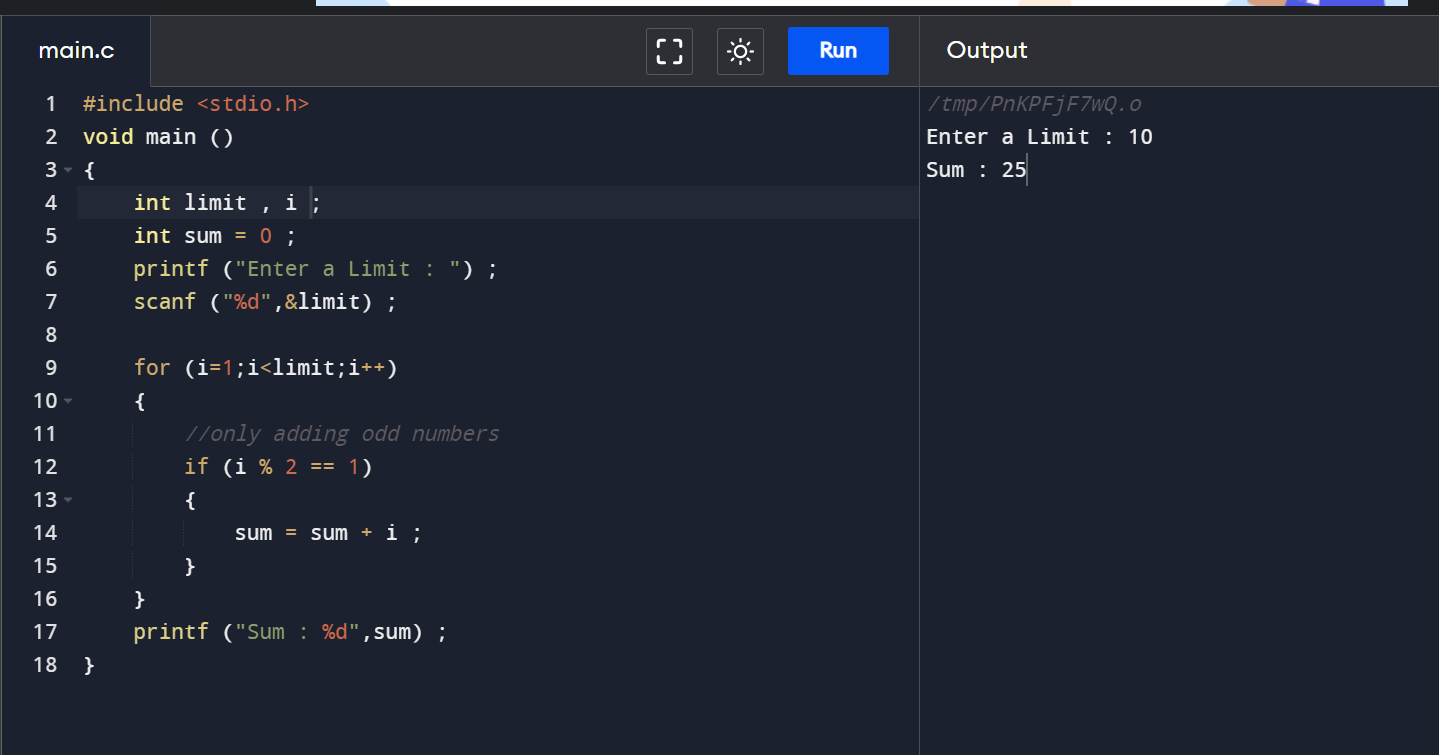 main.c
Run
Output
1 #include <stdio.h>
2 void main ()
3 {
4     int limit , i ;
5     int sum = 0 ;
6     printf ("Enter a Limit : ") ;
7     scanf ("%d",&limit) ;
8
9     for (i=1;i<limit;i++)
10     {
11         //only adding odd numbers
12         if (i % 2 == 1)
13         {
14             sum = sum + i ;
15         }
16     }
17     printf ("Sum : %d",sum) ;
18 }
/tmp/PnKPFjF7wQ.o
Enter a Limit : 10
Sum : 25